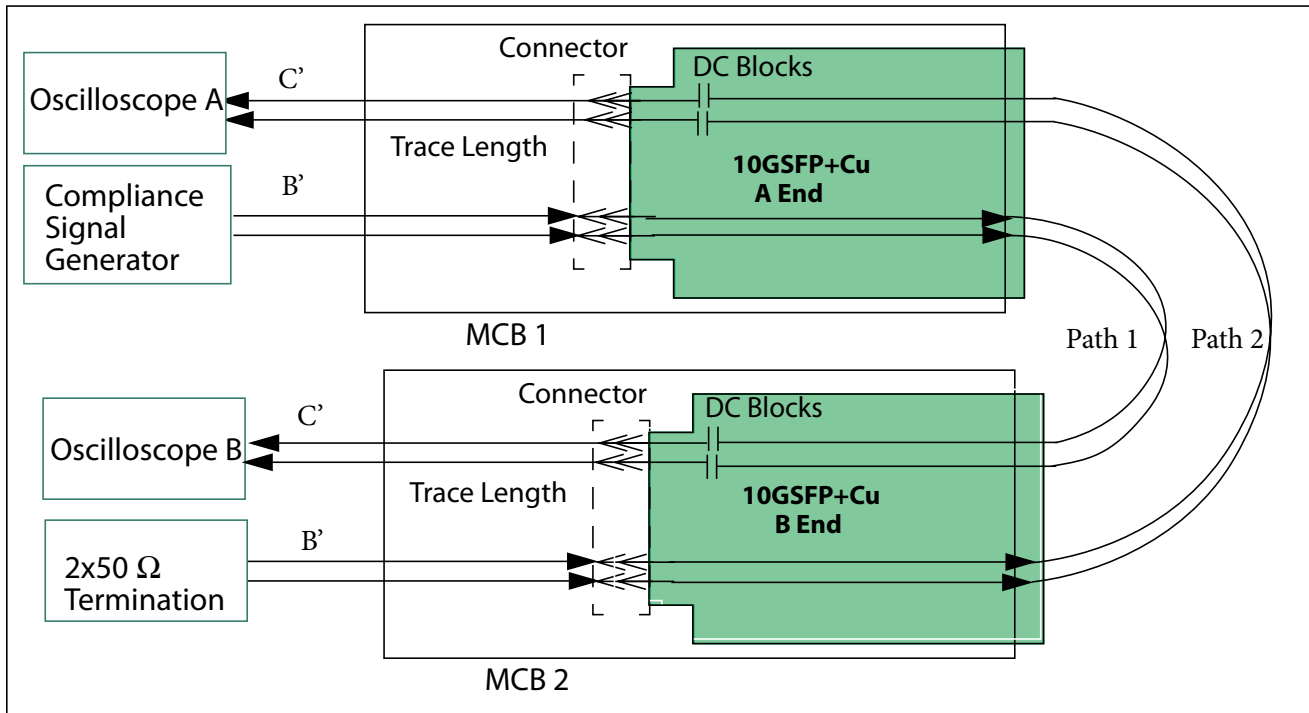 Connector
DC Blocks
C’
Oscilloscope A
Trace Length
10GSFP+Cu
A End
B’
Compliance
Signal
Generator
MCB 1
Path 1
Path 2
Connector
DC Blocks
C’
Oscilloscope B
Trace Length
10GSFP+Cu
B End
B’
2x50 Ω
Termination
MCB 2